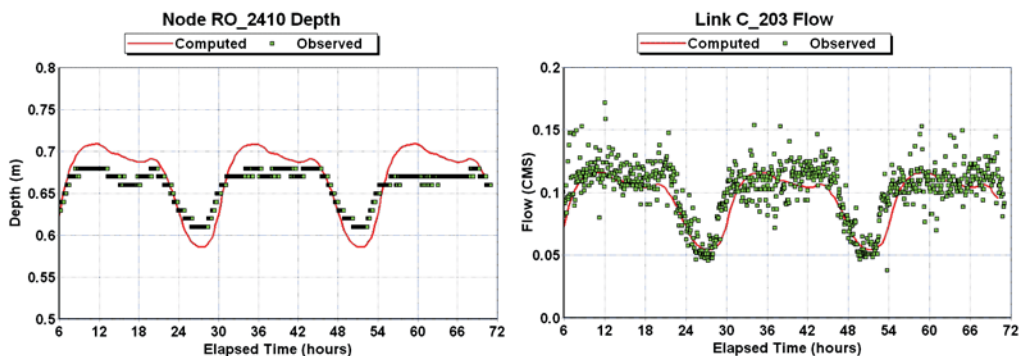 Node RO_2410 Depth
Computed Observed
0.8
0.75
0.7
0.65
0.6
0.55
0.5
Depth (m)
6 12 18 24 30 36 42 48 54 60 66 72
Elapsed Time (hours)
Link C_203 Flow
Computed Observed
0.2
0.15
0.1
0.05
0.0
Flow (CMS)
6 12 18 24 30 36 42 48 54 60 66 72
Elapsed Time (hours)